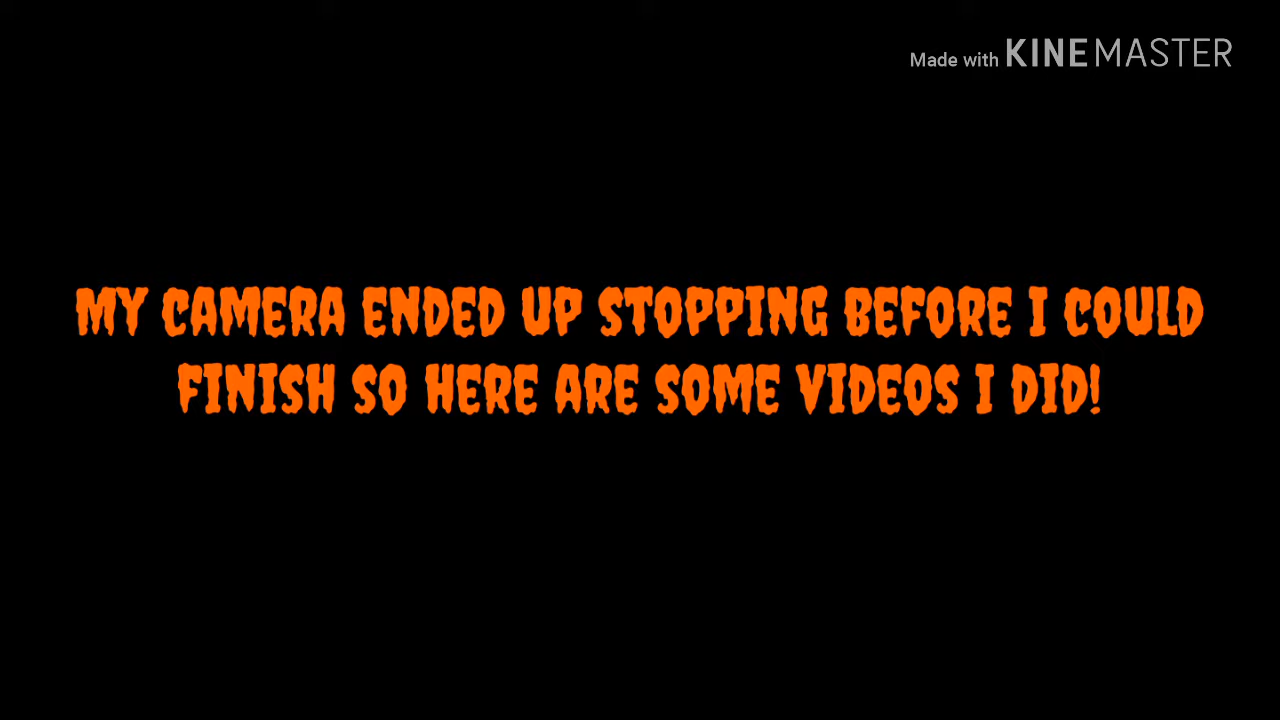 Made with KINEMASTER
MY CAMERA ENDED UP STOPPING BEFORE I COULD
FINISH SO HERE ARE SOME VIDEOS I DID!